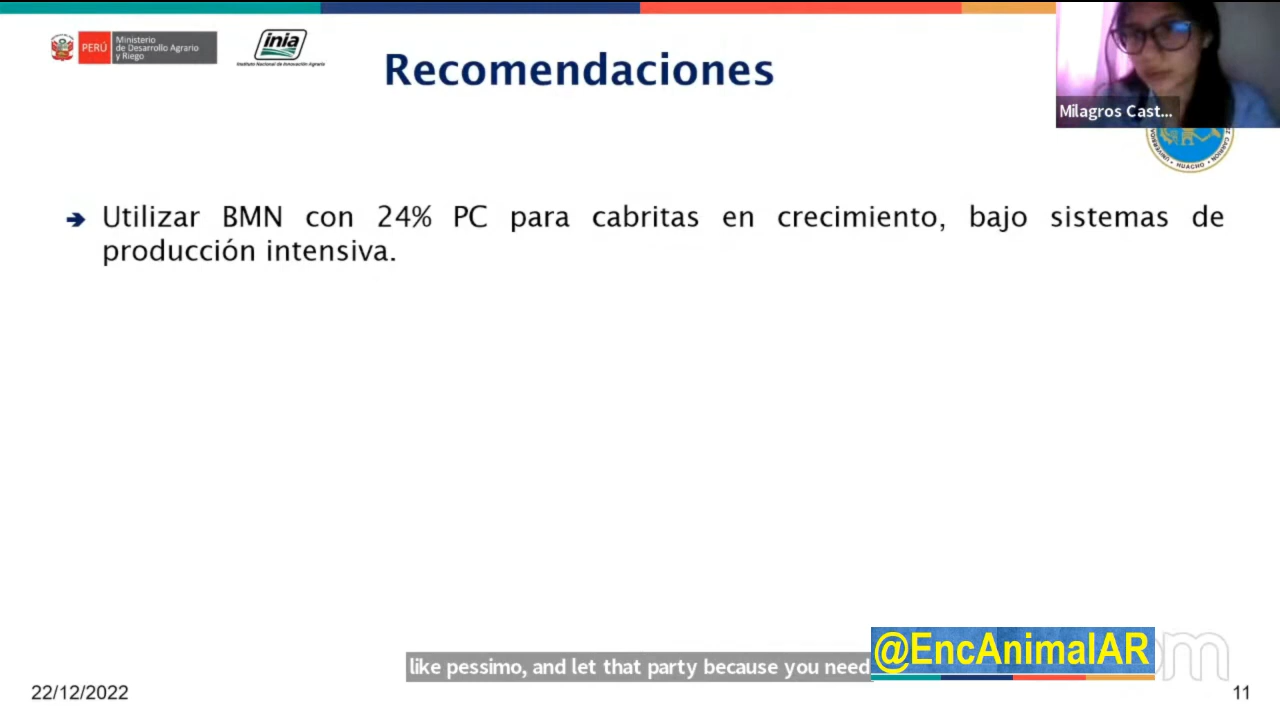 PERÚ
Ministerio
de Desarrollo Agrario
y Riego
inia
Instituto Nacional de Innovación Agraria
Recomendaciones
Milagros Cast...
HUACHO
Utilizar BMN con 24% PC para cabritas en crecimiento, bajo sistemas de
producción intensiva.
like pessimo, and let that party because you need
@EncAnimalAR
22/12/2022
11